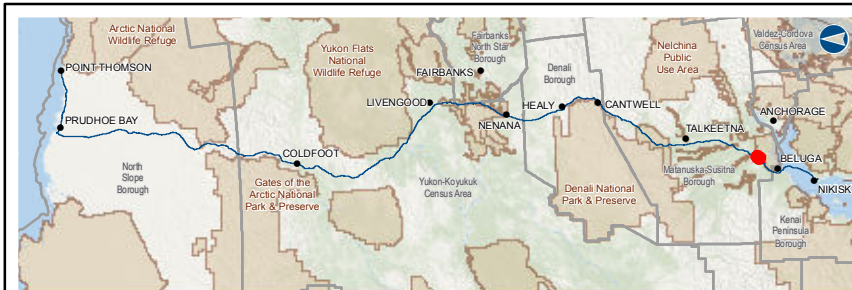 Arctic National
Wildlife Refuge
POINT THOMSON
PRUDHOE BAY
North
Slope
Borough
COLDFOOT
Gates of the
Arctic National
Park & Preserve
Yukon Flats
National
Wildlife Refuge
LIVENGOOD
Fairbanks
North Star
Borough
FAIRBANKS
NENANA
Yukon-Koyukuk
Census Area
Denali
Borough
HEALY
CANTWELL
Denali National
Park & Preserve
Nelchina
Public
Use Area
TALKEETNA
Matanuska-Susitna
Borough
Valdez-Cordova
Census Area
ANCHORAGE
BELUGA
NIKISKI
Kenai
Peninsula
Borough